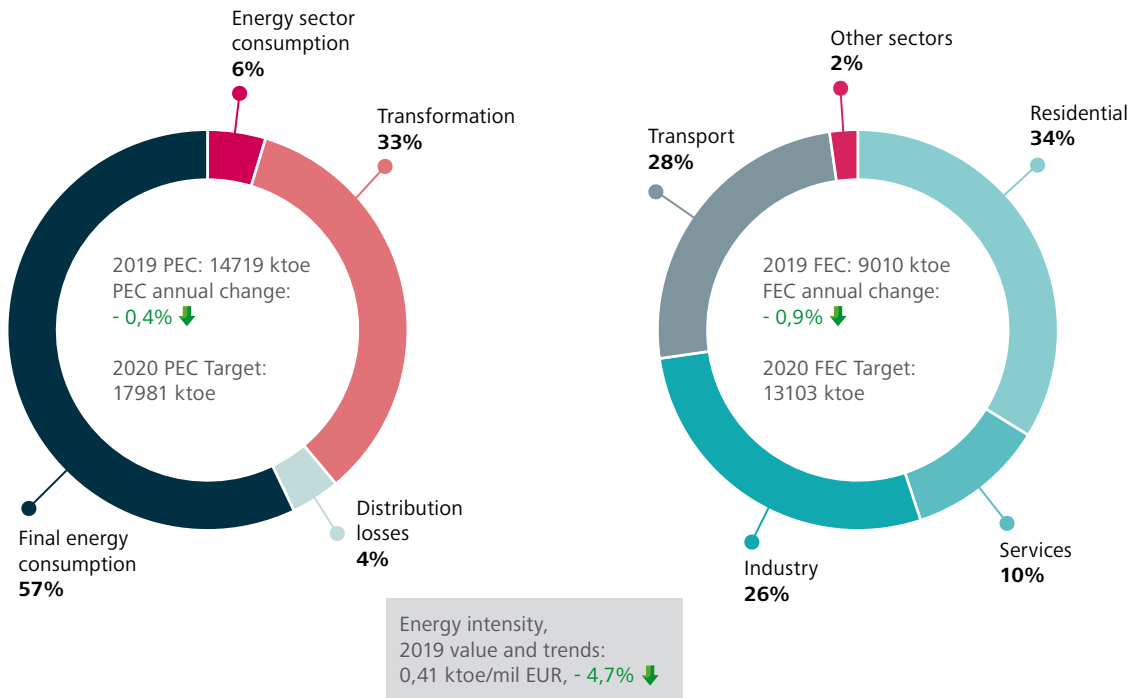 Energy sector
consumption
6%
Transformation
33%
2019 PEC: 14719 ktoe
PEC annual change:
- 0,4%
2020 PEC Target:
17981 ktoe
Distribution
losses
4%
Final energy
consumption
57%
Other sectors
2%
Residential
34%
Transport
28%
2019 FEC: 9010 ktoe
FEC annual change:
- 0,9%
2020 FEC Target:
13103 ktoe
Services
10%
Industry
26%
Energy intensity,
2019 value and trends:
0,41 ktoe/mil EUR, - 4,7%